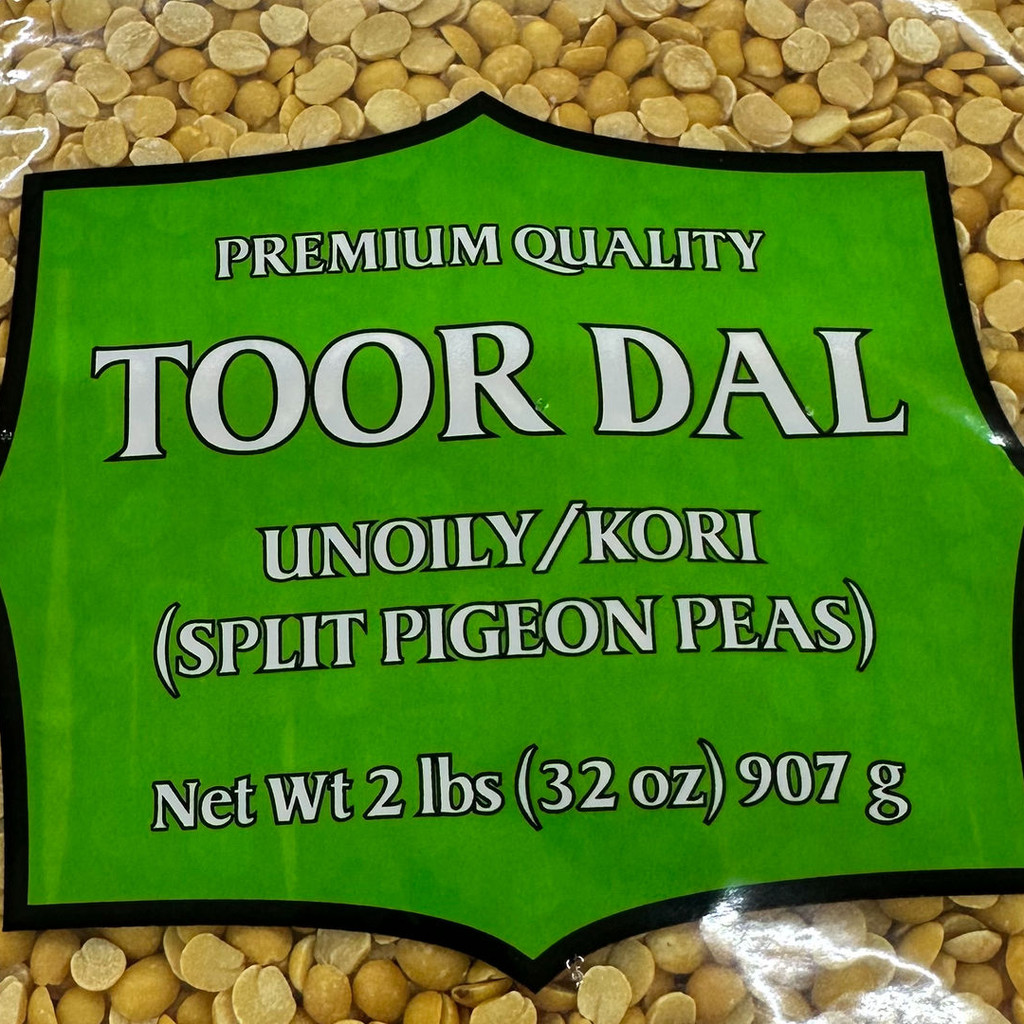 PREMIUM QUALITY
TOOR DAL
UNOILY/KORI
(SPLIT PIGEON PEAS)
Net Wt 2 lbs (32 oz) 907 g